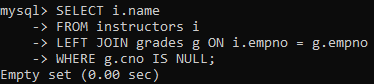 mysql> SELECT i.name
    -> FROM instructors i
    -> LEFT JOIN grades g ON i.empno = g.empno
    -> WHERE g.cno IS NULL;
Empty set (0.00 sec)